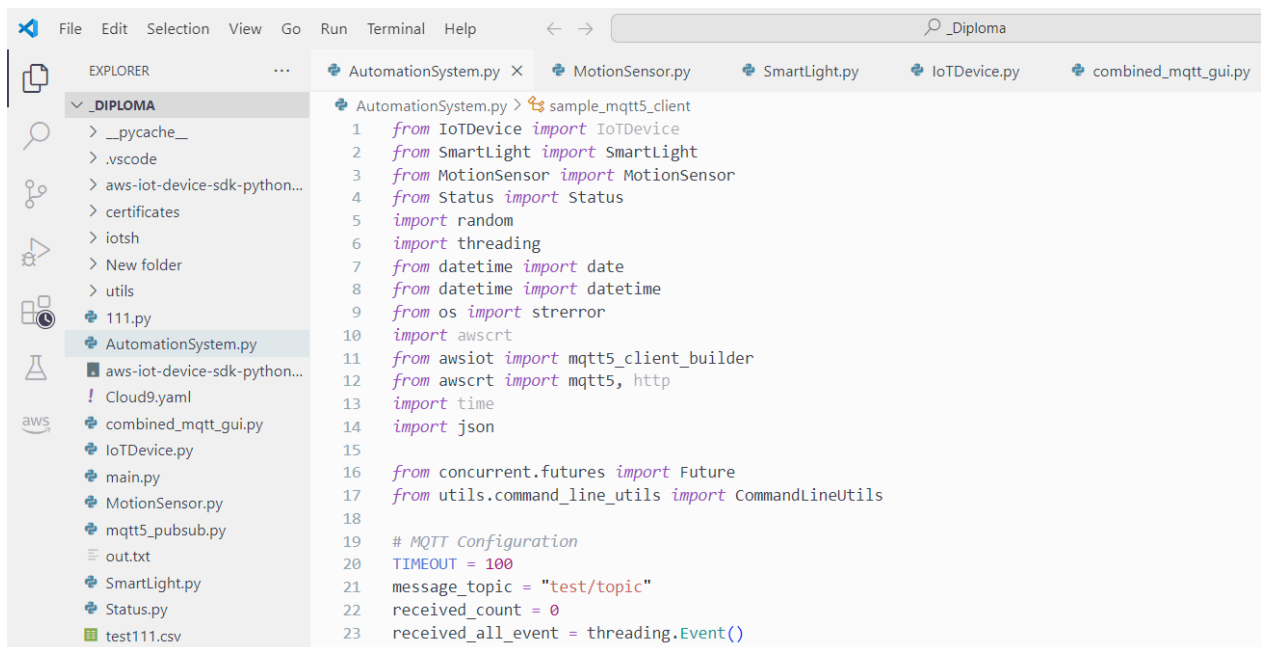 File Edit Selection View Go Run Terminal Help
_Diploma
EXPLORER ...
_DIPLOMA
__pycache__
.vscode
aws-iot-device-sdk-python...
certificates
iotsh
New folder
utils
111.py
AutomationSystem.py
aws-iot-device-sdk-python...
! Cloud9.yaml
combined_mqtt_gui.py
IoTDevice.py
main.py
MotionSensor.py
mqtt5_pubsub.py
out.txt
SmartLight.py
Status.py
test111.csv
aws
AutomationSystem.py MotionSensor.py SmartLight.py IoTDevice.py combined_mqtt_gui.py
AutomationSystem.py > sample_mqtt5_client
1 from IoTDevice import IoTDevice
2 from SmartLight import SmartLight
3 from MotionSensor import MotionSensor
4 from Status import Status
5 import random
6 import threading
7 from datetime import date
8 from datetime import datetime
9 from os import strerror
10 import awscrt
11 from awsiot import mqtt5_client_builder
12 from awscrt import mqtt5, http
13 import time
14 import json
15
16 from concurrent.futures import Future
17 from utils.command_line_utils import CommandLineUtils
18
19 # MQTT Configuration
20 TIMEOUT = 100
21 message_topic = "test/topic"
22 received_count = 0
23 received_all_event = threading.Event()